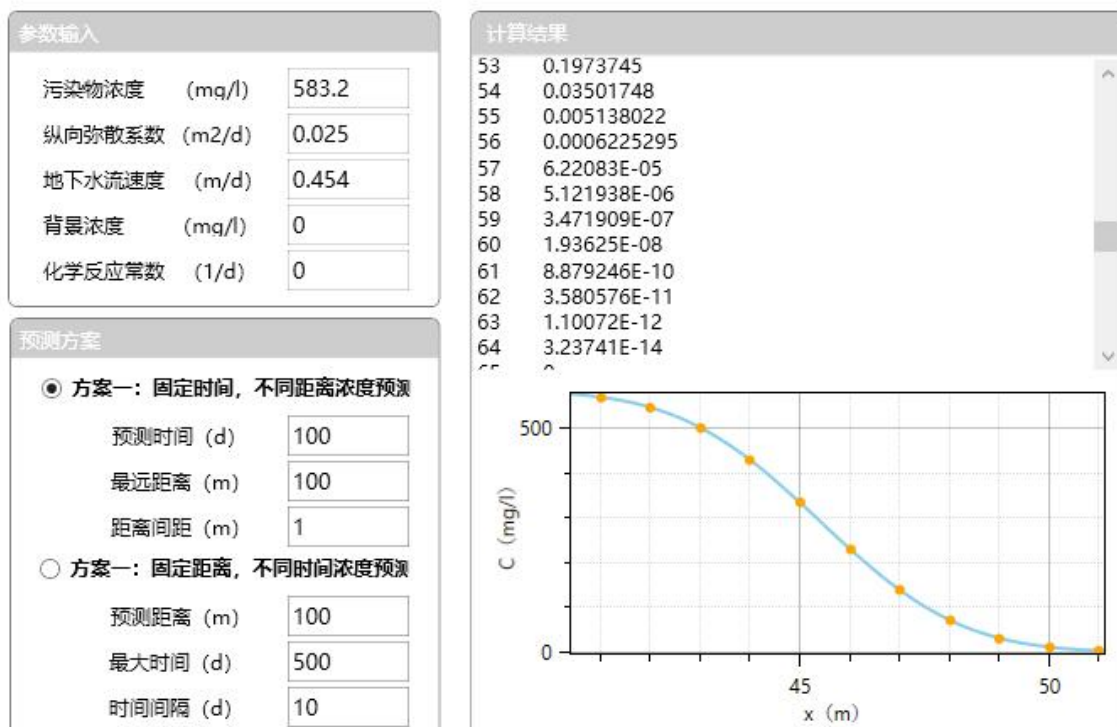 参数输入
污染物浓度 (mg/l) 583.2
纵向弥散系数 (m2/d) 0.025
地下水流速度 (m/d) 0.454
背景浓度 (mg/l) 0
化学反应常数 (1/d) 0
预测方案
方案一：固定时间，不同距离浓度预测
预测时间 (d) 100
最远距离 (m) 100
距离间距 (m) 1
方案一：固定距离，不同时间浓度预测
预测距离 (m) 100
最大时间 (d) 500
时间间隔 (d) 10
计算结果
53 0.1973745
54 0.03501748
55 0.005138022
56 0.0006225295
57 6.22083E-05
58 5.121938E-06
59 3.471909E-07
60 1.93625E-08
61 8.879246E-10
62 3.580576E-11
63 1.10072E-12
64 3.23741E-14
500
0
C (mg/l)
45 50
x (m)